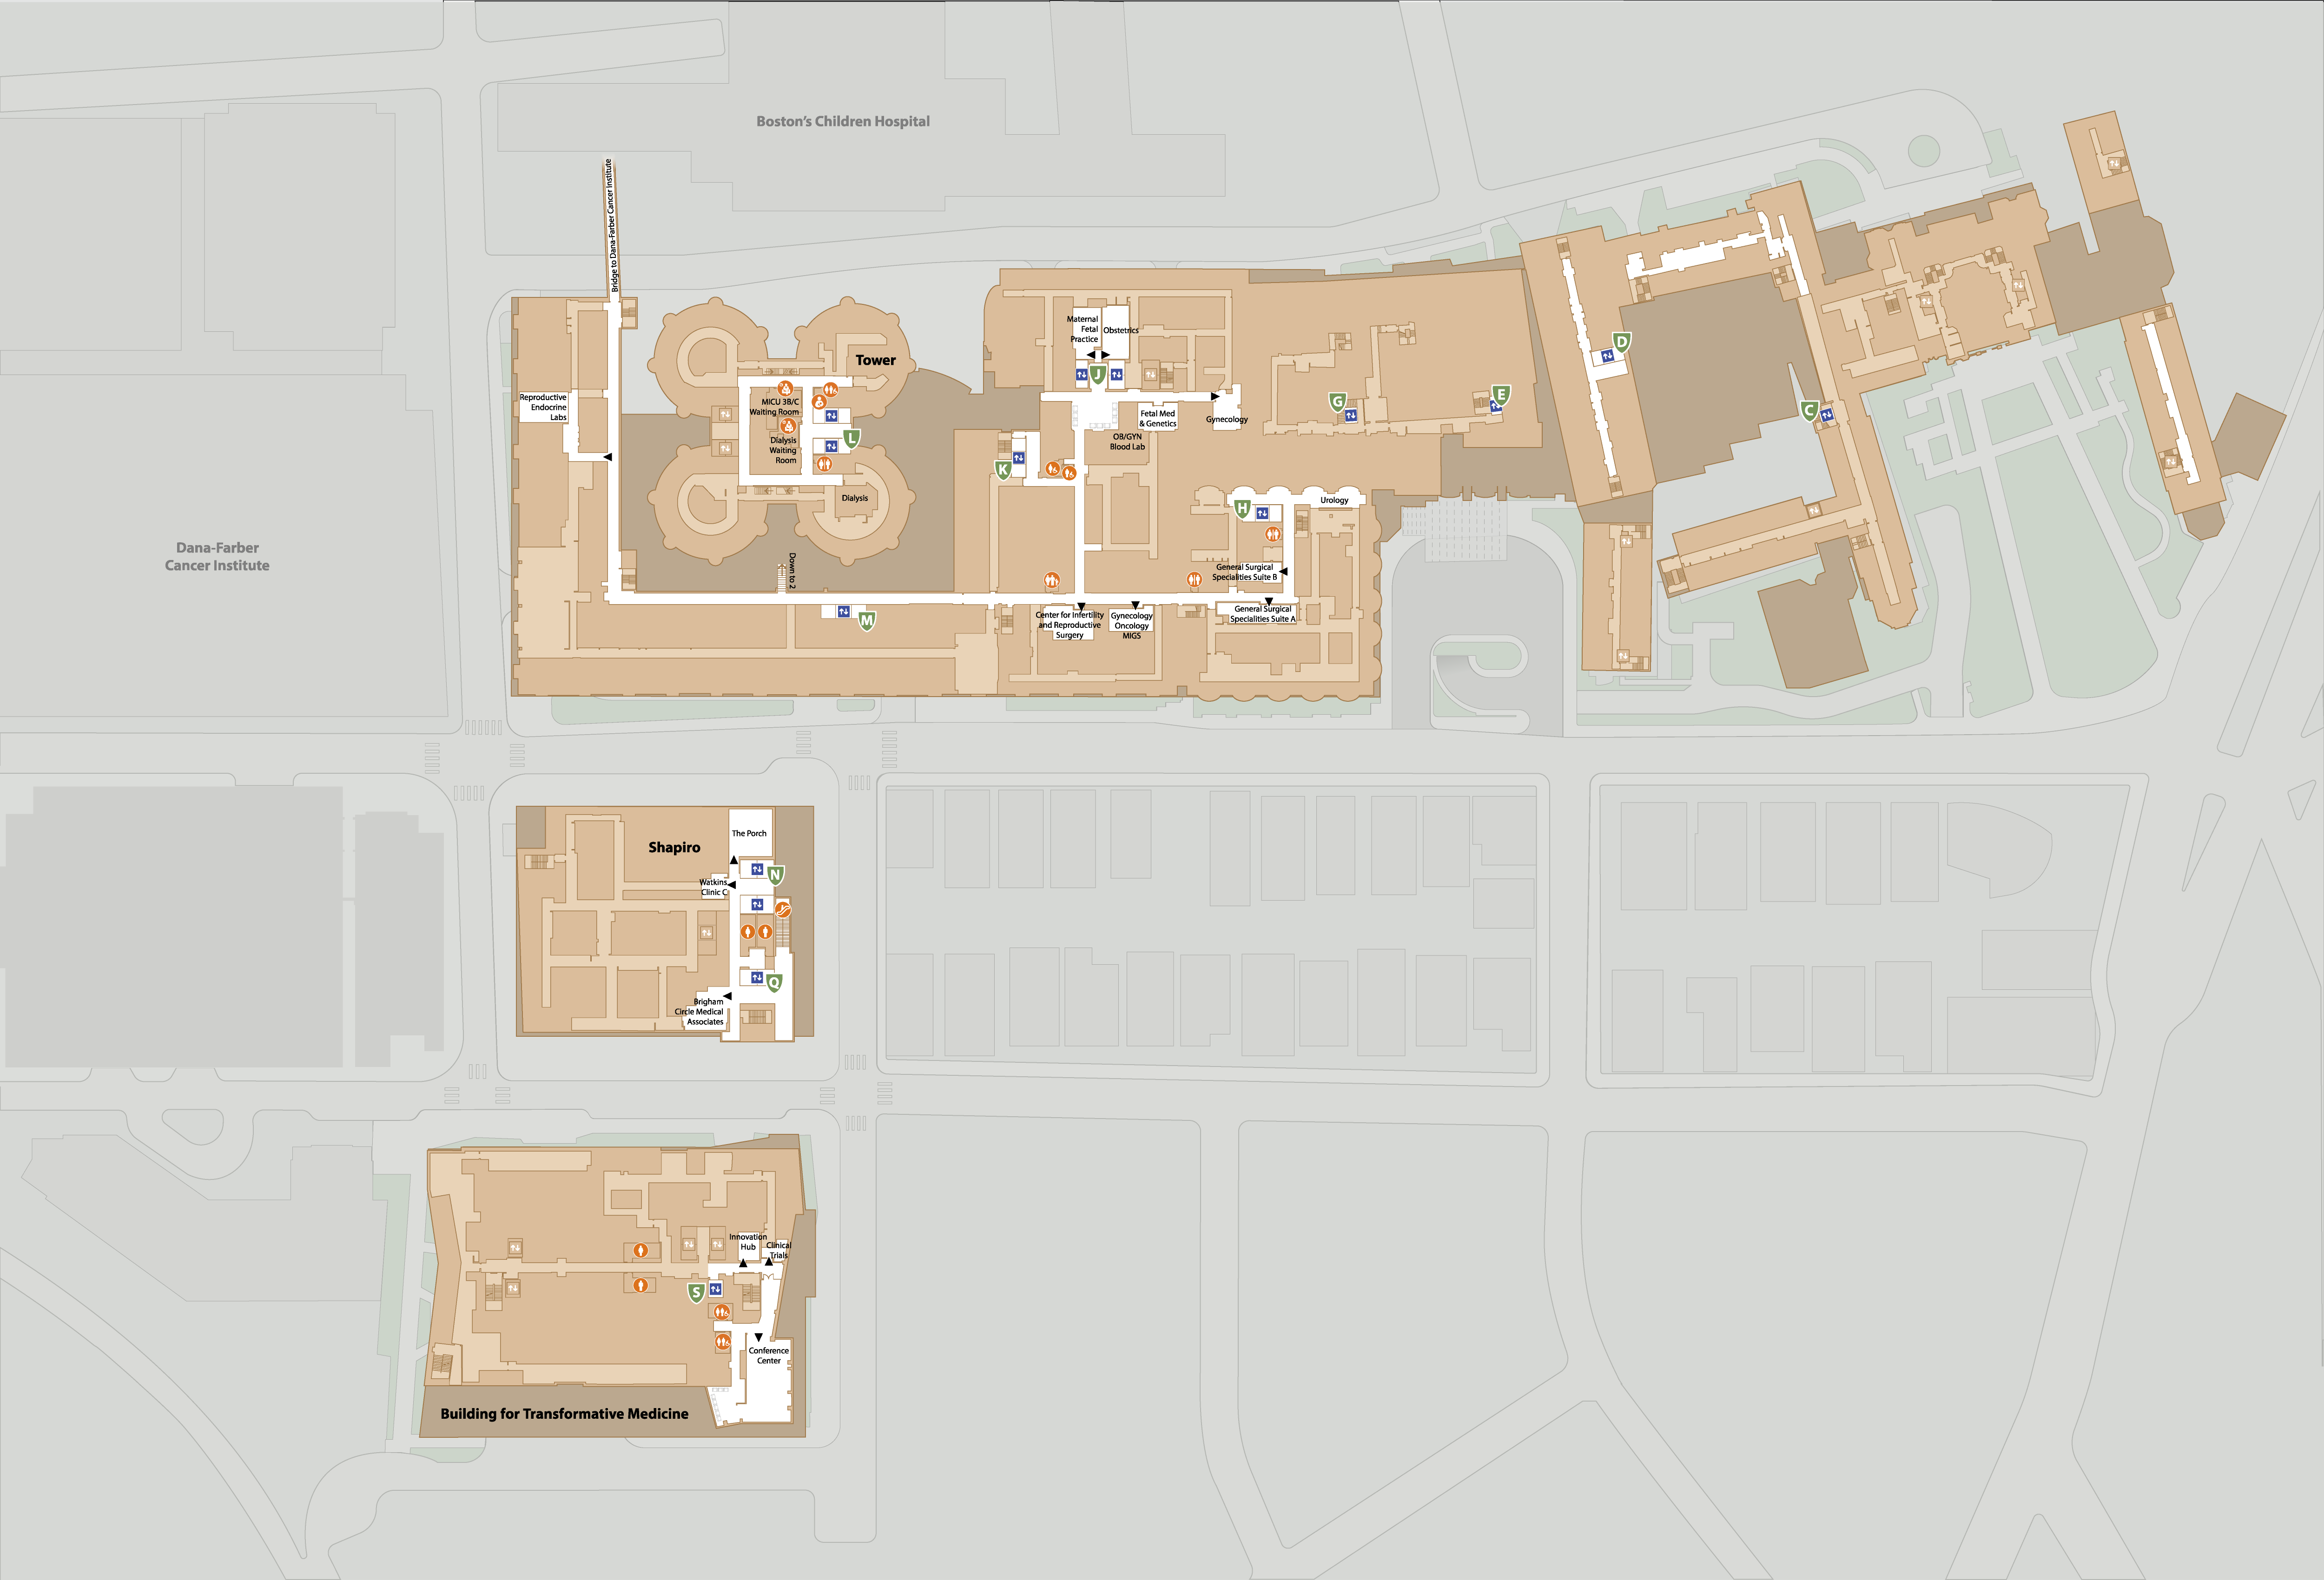 Boston's Children Hospital
Bridge to Dana-Farber Cancer Institute
Tower
Maternal
Fetal
Practice
Obstetrics
D
J
MICU 3B/C
Waiting Room
Reproductive
Endocrine
Labs
G
E
C
Fetal Med
& Genetics
Gynecology
L
Dialysis
Waiting
Room
OB/GYN
Blood Lab
K
Dialysis
H
Urology
Dana-Farber
Cancer Institute
Down to 2
General Surgical
Specialities Suite B
M
Center for Infertility
and Reproductive
Surgery
Gynecology
Oncology
MIGS
General Surgical
Specialities Suite A
The Porch
Shapiro
N
Watkins
Clinic C
Q
Brigham
Circle Medical
Associates
Innovation
Hub
Clinical
Trials
S
Conference
Center
Building for Transformative Medicine